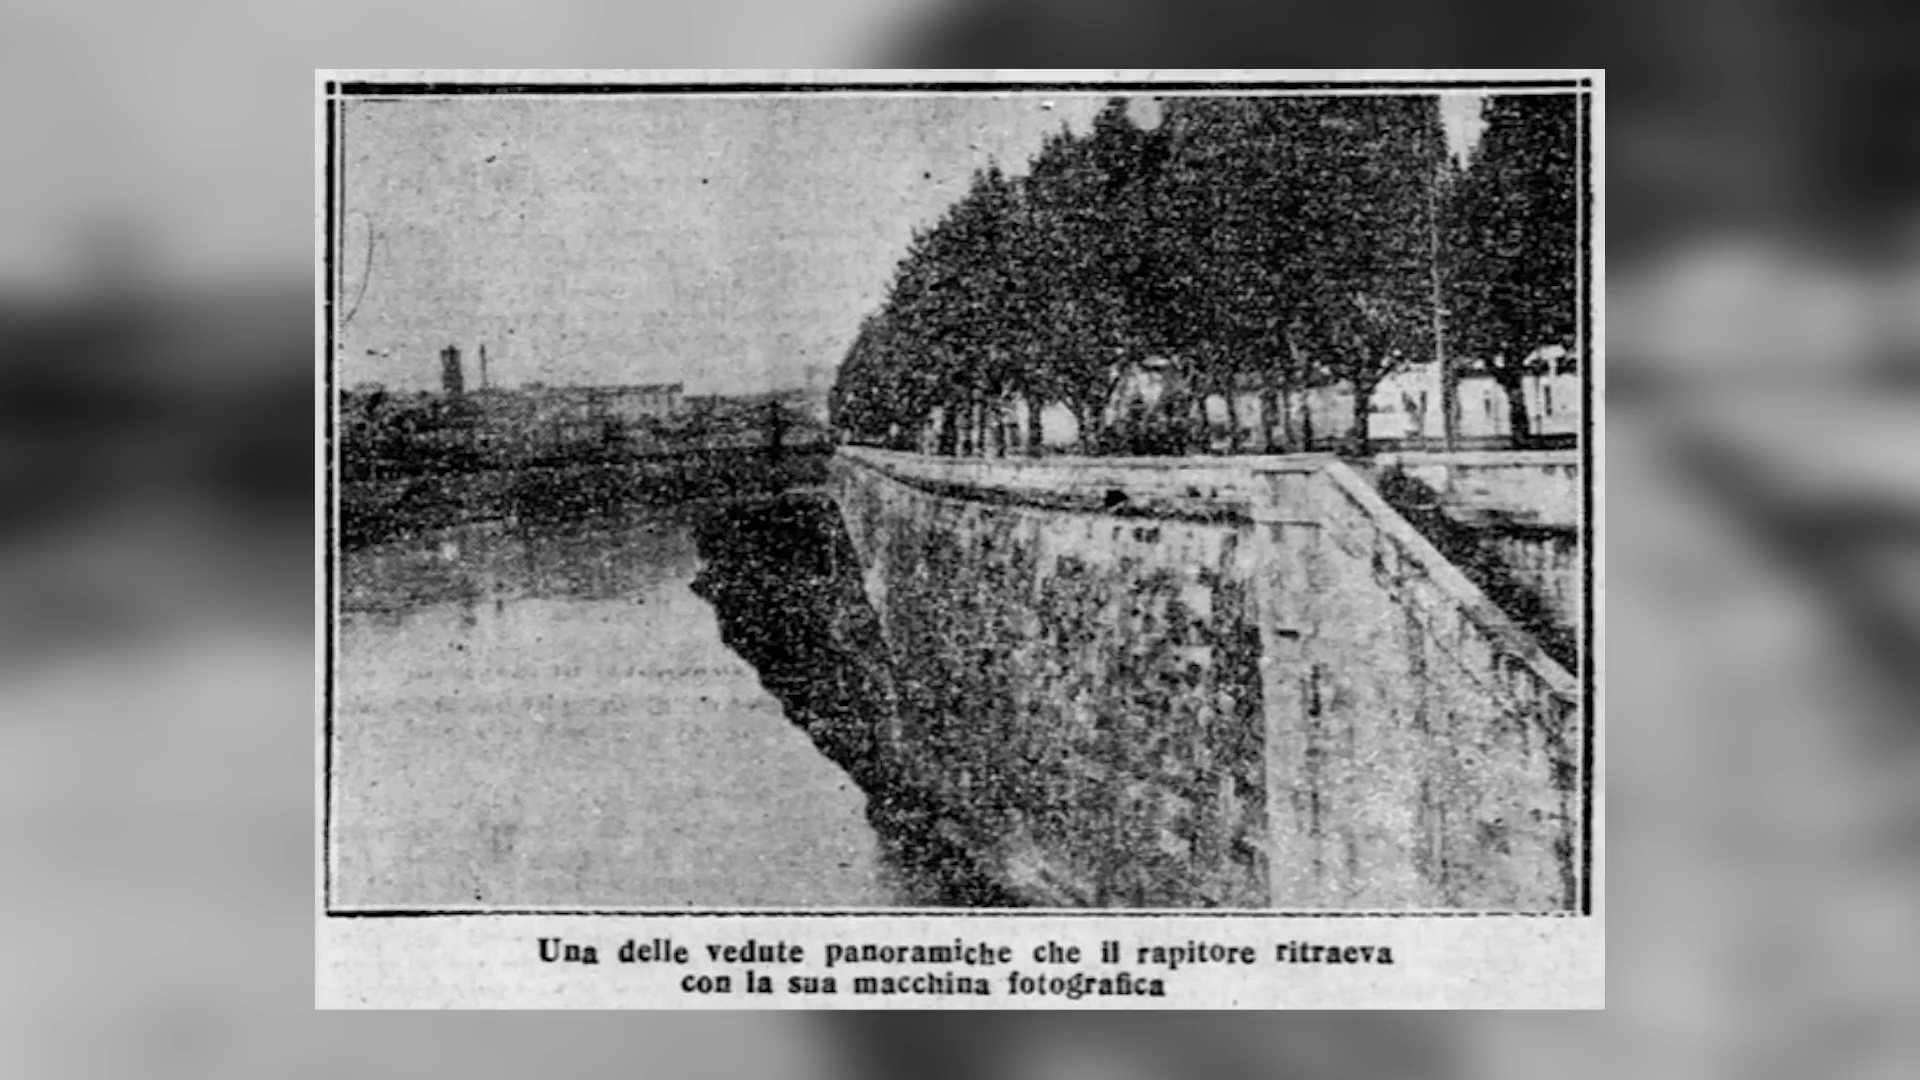 Una delle vedute panoramiche che il rapitore ritraeva
con la sua macchina fotografica